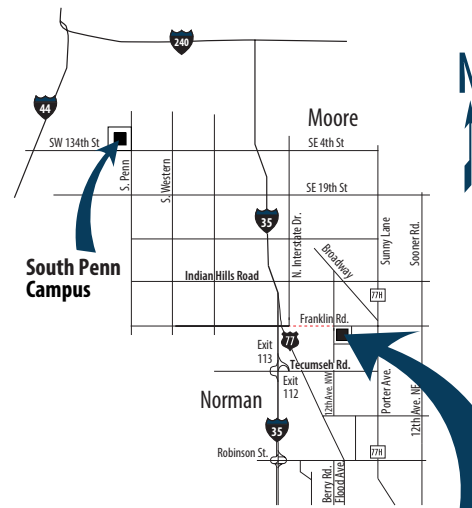 240
44
N
Moore
SW 134th St
SE 4th St
S. Penn
S. Western
SE 19th St
35
N. Interstate Dr.
Broadway
Sunny Lane
Sooner Rd.
South Penn
Campus
Indian Hills Road
77H
Franklin Rd.
77
Exit
113
Tecumseh Rd.
Exit
112
12th Ave. NW
Porter Ave.
12th Ave. NE
Norman
35
Robinson St.
77H
Berry Rd.
Flood Ave.